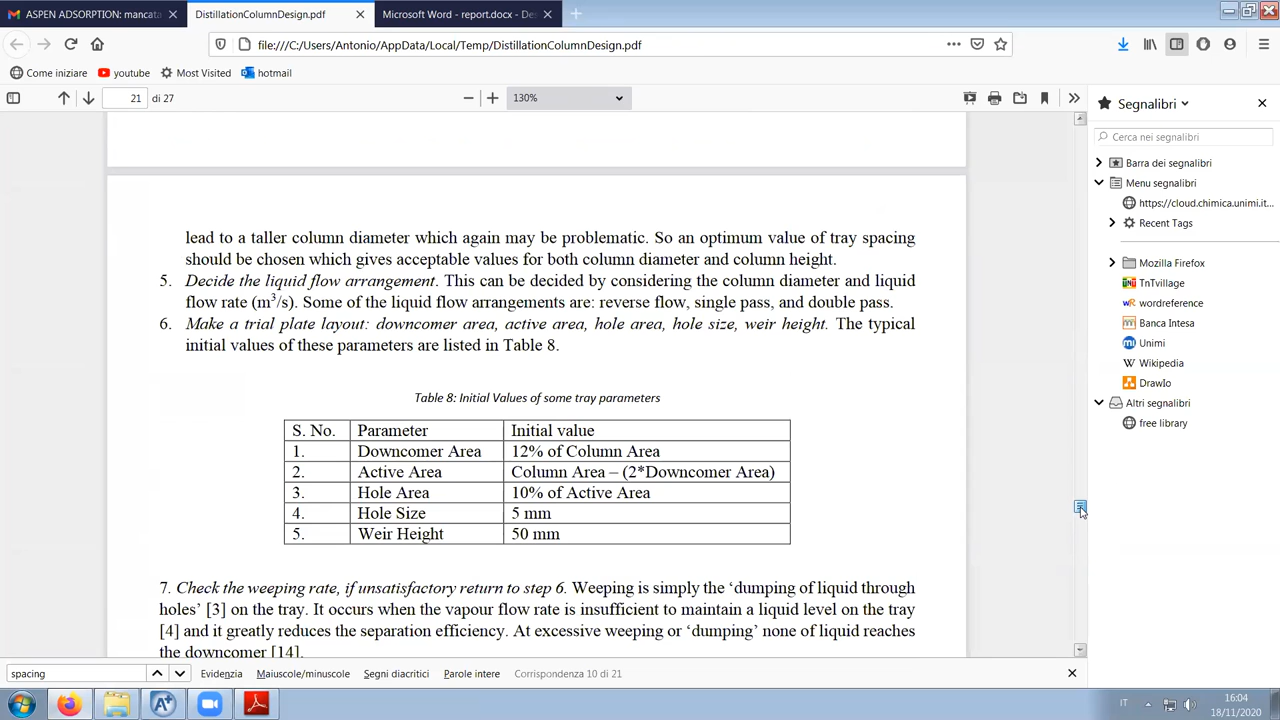 ASPEN ADSORPTION: mancata
DistillationColumnDesign.pdf
Microsoft Word - report.docx - De
file:///C:/Users/Antonio/AppData/Local/Temp/DistillationColumnDesign.pdf
Come iniziare
youtube
Most Visited
hotmail
21
di 27
130%
Segnalibri
Cerca nei segnalibri
Barra dei segnalibri
Menu segnalibri
https://cloud.chimica.unimi.it...
Recent Tags
Mozilla Firefox
TnTvillage
wordreference
Banca Intesa
Unimi
Wikipedia
DrawIo
Altri segnalibri
free library
lead to a taller column diameter which again may be problematic. So an optimum value of tray spacing
should be chosen which gives acceptable values for both column diameter and column height.
5. Decide the liquid flow arrangement. This can be decided by considering the column diameter and liquid
flow rate (m³/s). Some of the liquid flow arrangements are: reverse flow, single pass, and double pass.
6. Make a trial plate layout: downcomer area, active area, hole area, hole size, weir height. The typical
initial values of these parameters are listed in Table 8.
Table 8: Initial Values of some tray parameters
S. No. Parameter Initial value
1. Downcomer Area 12% of Column Area
2. Active Area Column Area – (2*Downcomer Area)
3. Hole Area 10% of Active Area
4. Hole Size 5 mm
5. Weir Height 50 mm
7. Check the weeping rate, if unsatisfactory return to step 6. Weeping is simply the ‘dumping of liquid through
holes’ [3] on the tray. It occurs when the vapour flow rate is insufficient to maintain a liquid level on the tray
[4] and it greatly reduces the separation efficiency. At excessive weeping or ‘dumping’ none of liquid reaches
the downcomer [14].
spacing
Evidenzia
Maiuscole/minuscole
Segni diacritici
Parole intere
Corrispondenza 10 di 21
IT
16:04
18/11/2020